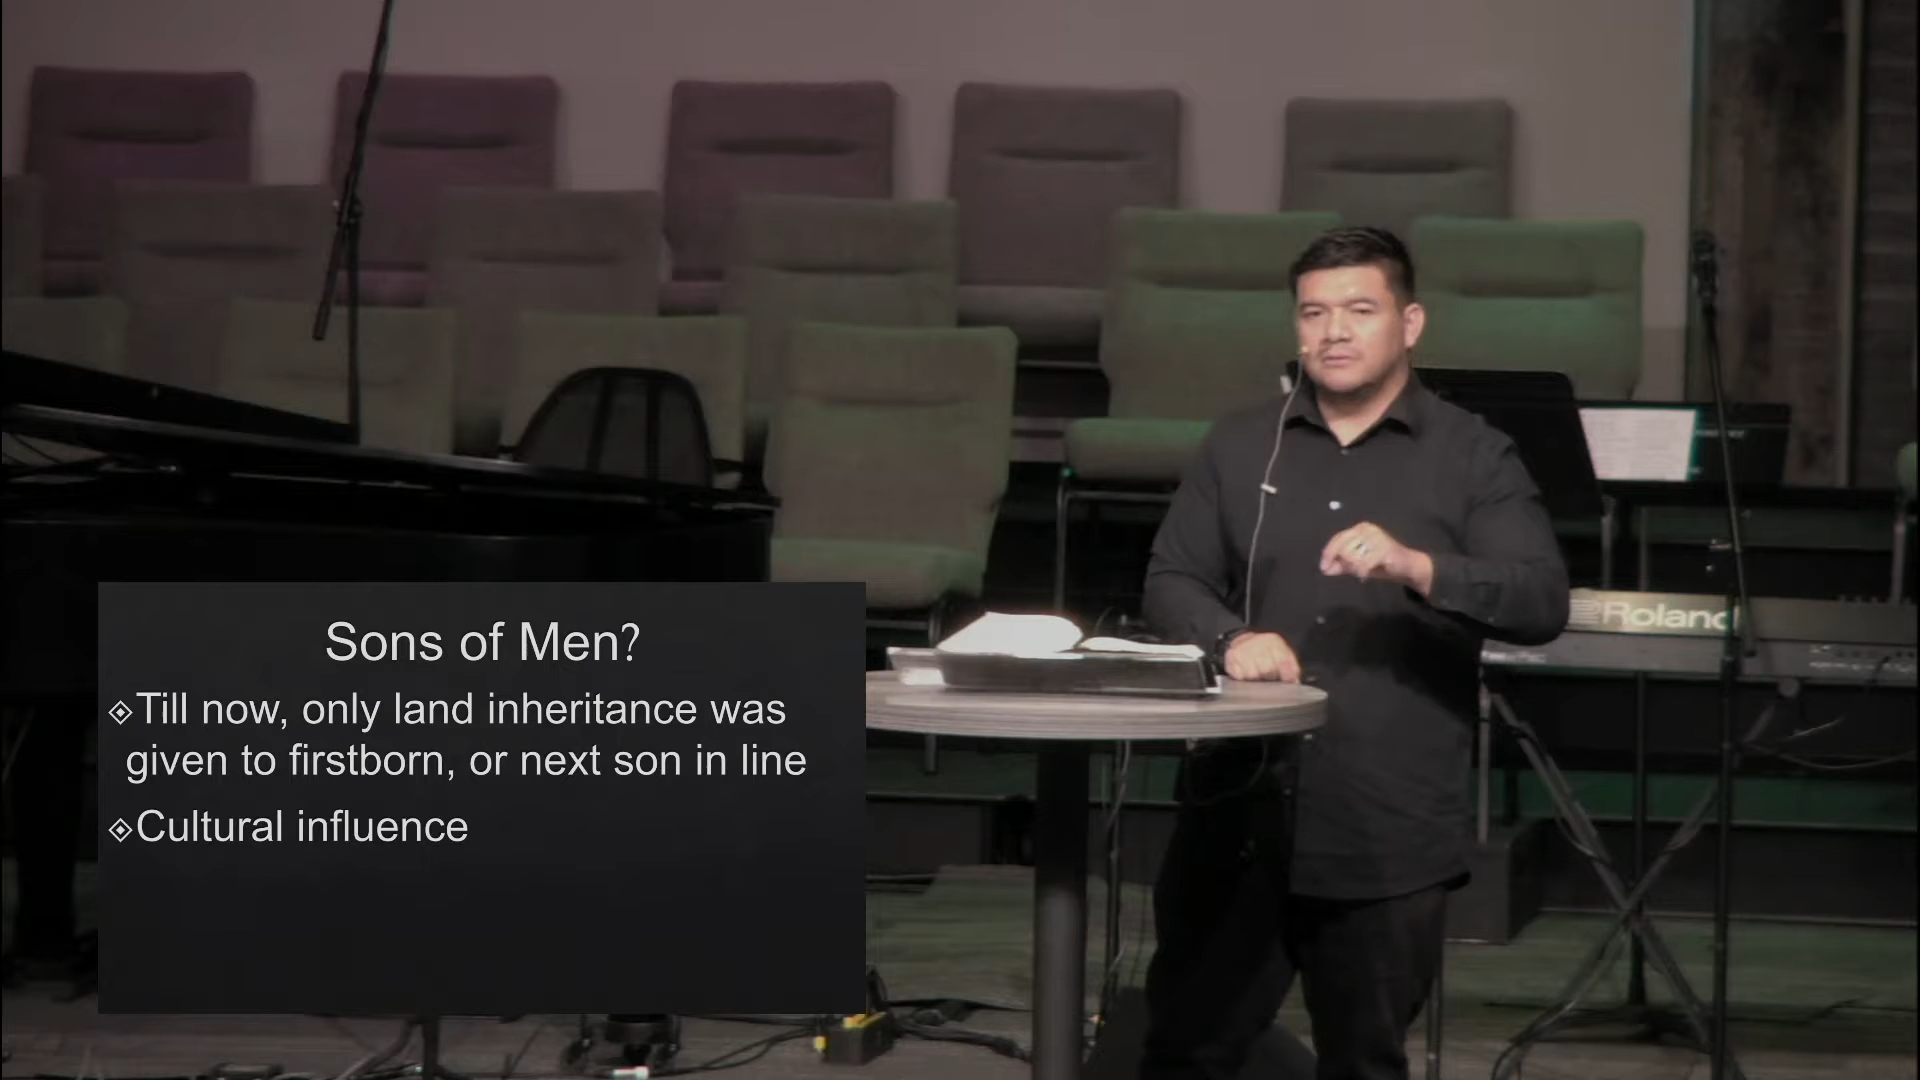 Sons of Men?
Till now, only land inheritance was
given to firstborn, or next son in line
Cultural influence
Roland